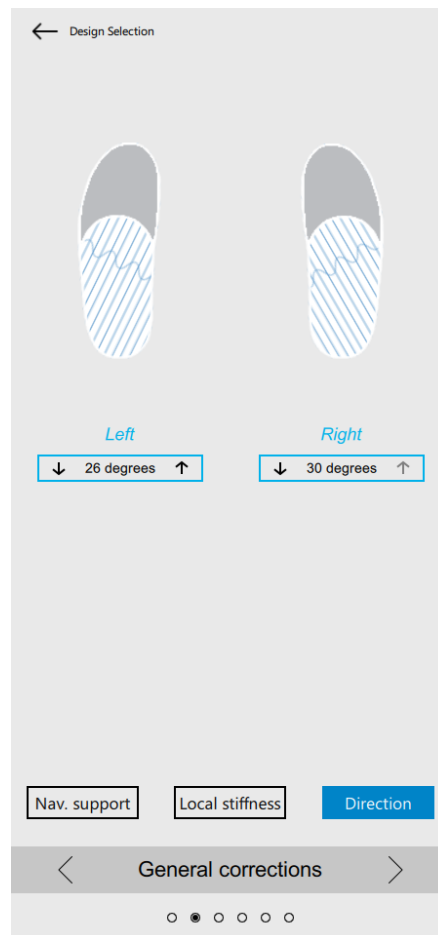 Design Selection
Left
Right
26 degrees
30 degrees
Nav. support
Local stiffness
Direction
General corrections